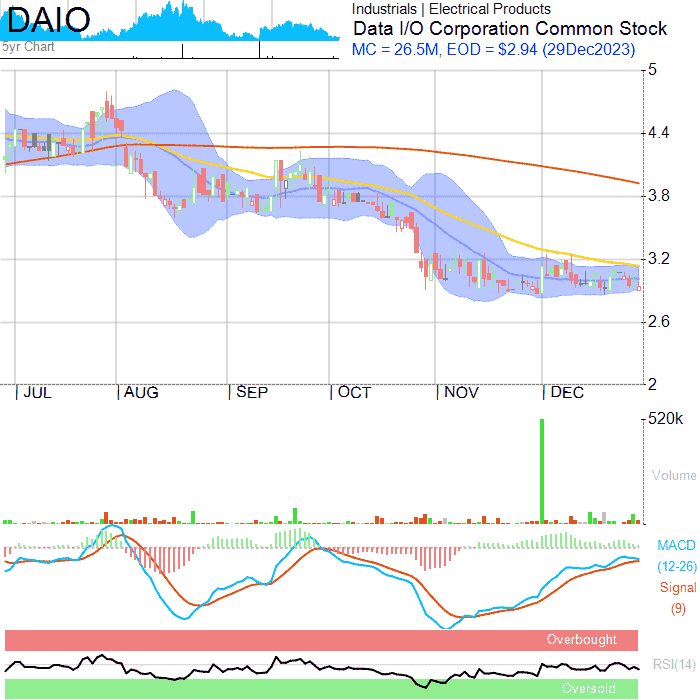 DAIO
5yr Chart
Industrials | Electrical Products
Data I/O Corporation Common Stock
MC = 26.5M, EOD = $2.94 (29Dec2023)
5
4.4
3.8
3.2
2.6
2
JUL AUG SEP OCT NOV DEC
520k
Volume
MACD
(12-26)
Signal
(9)
Overbought
RSI(14)
Oversold